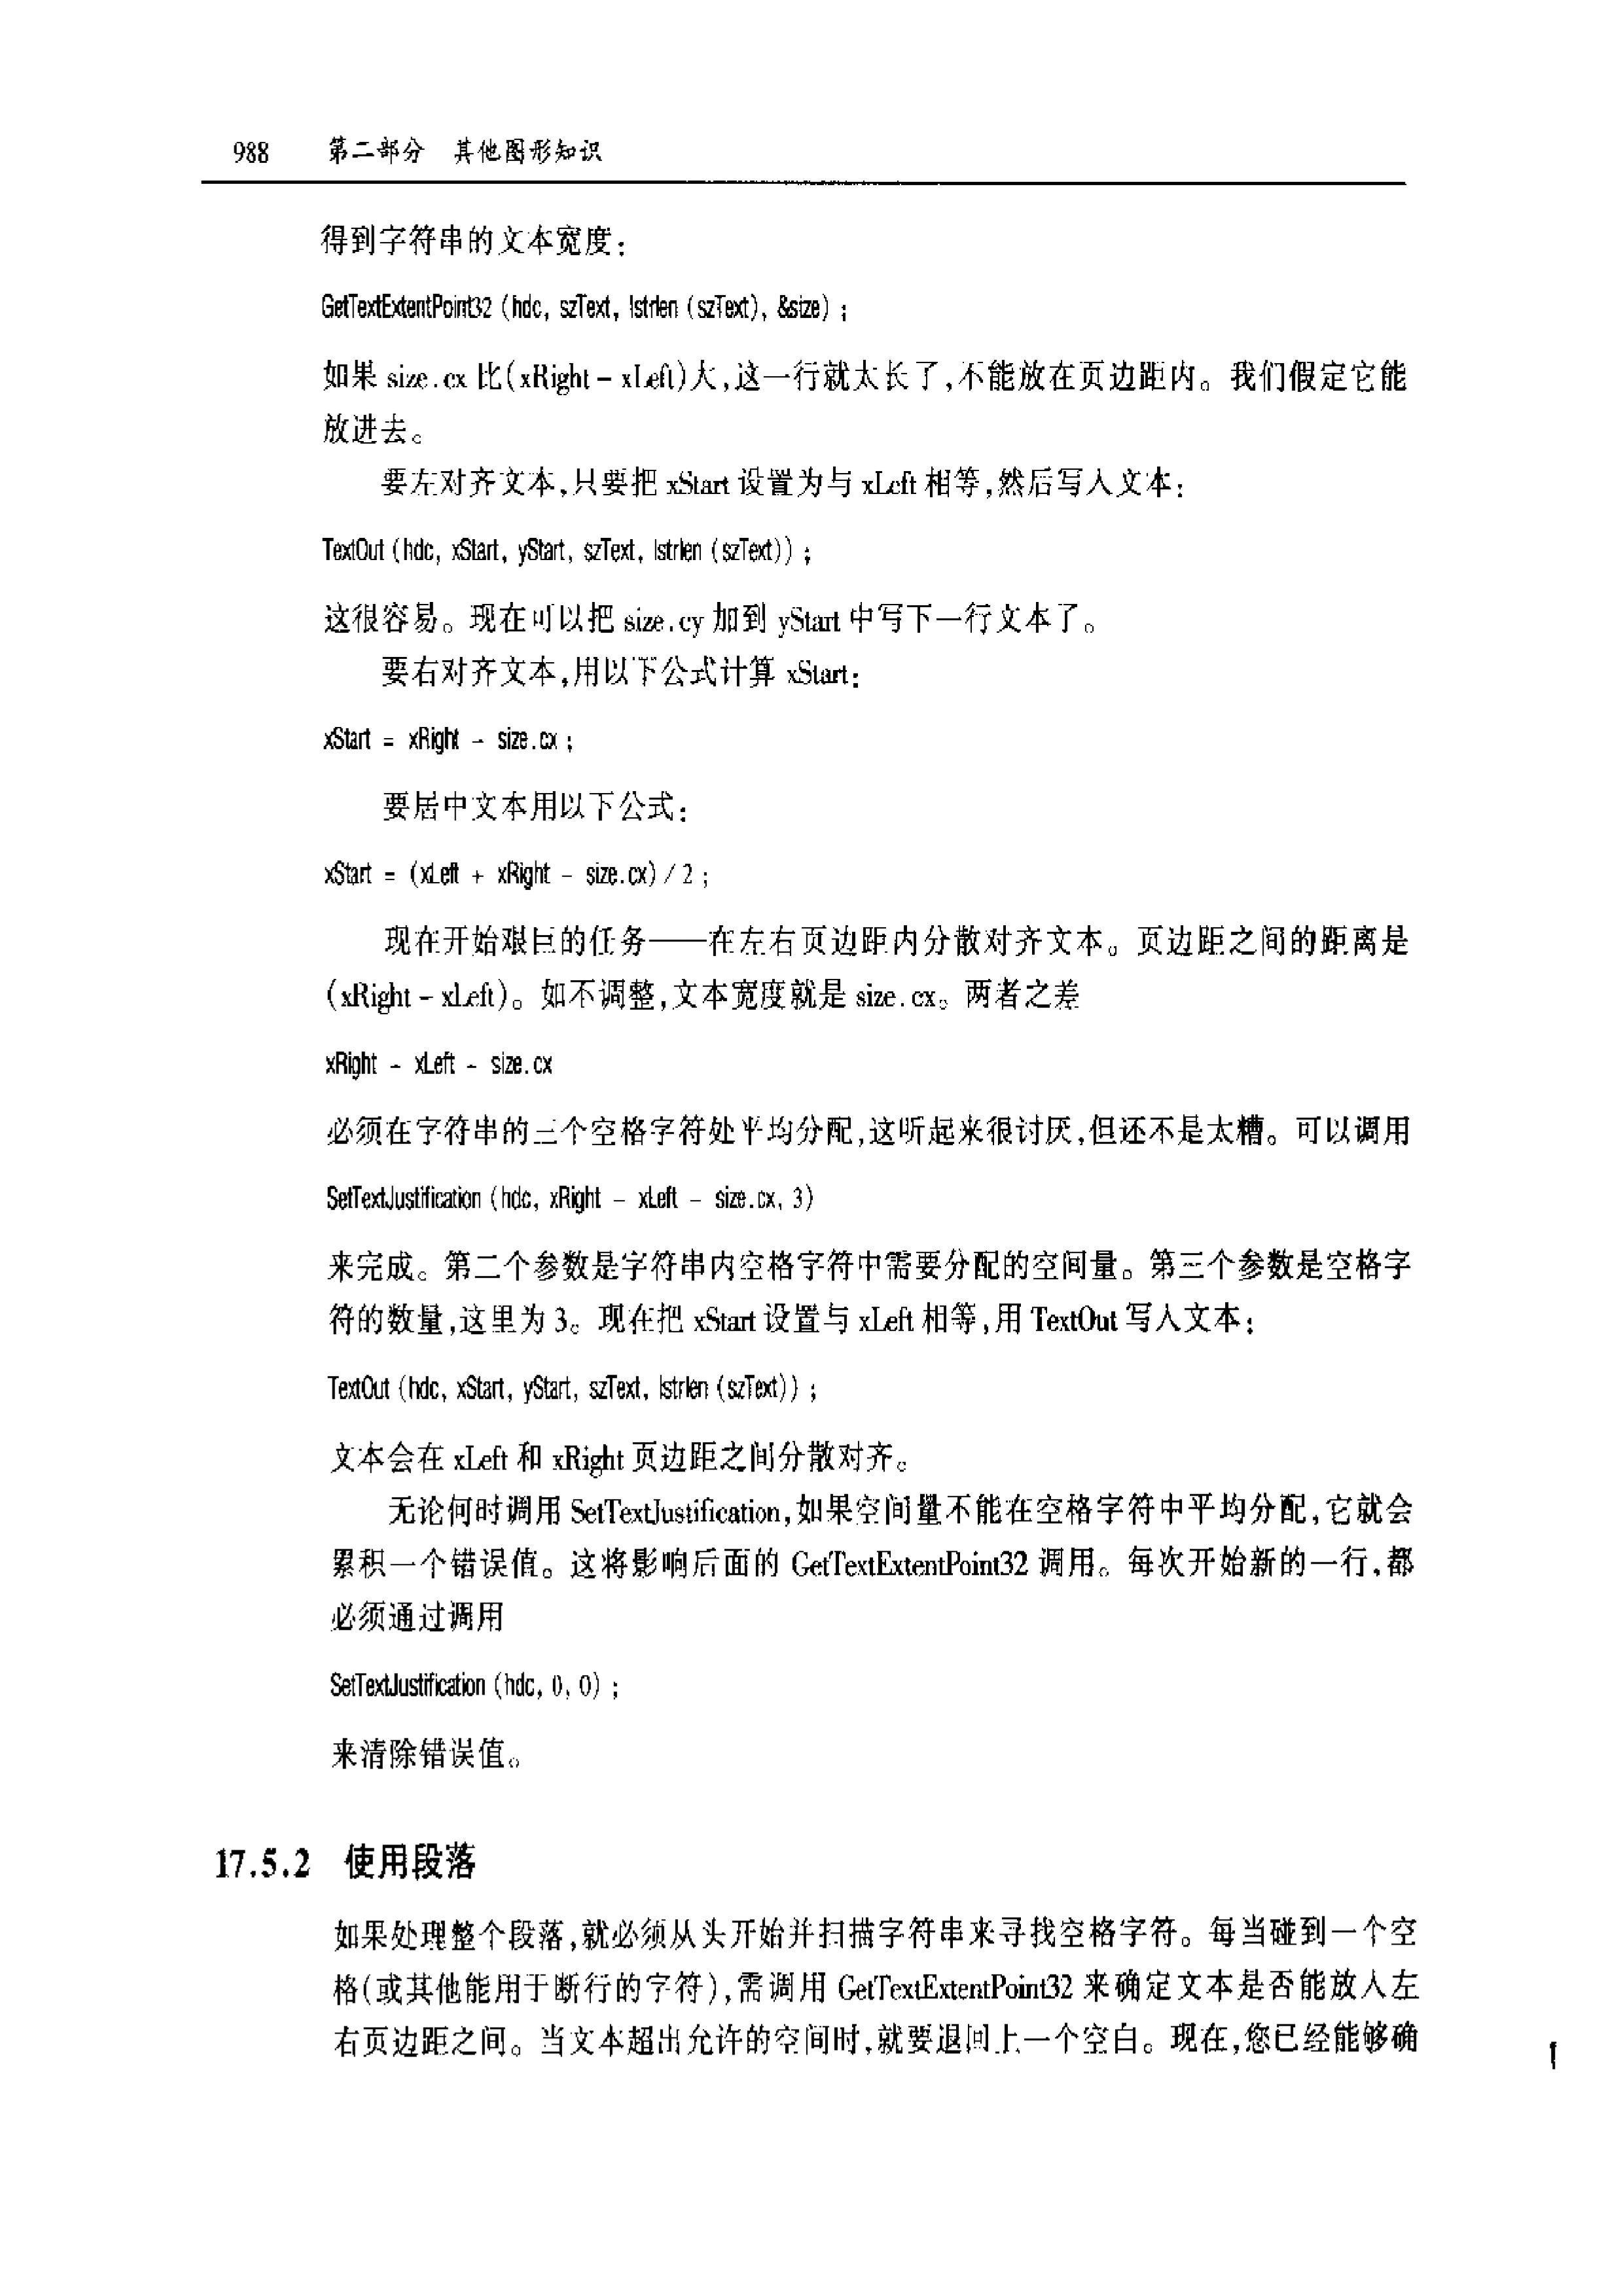 988 第二部分 其他图形知识
得到字符串的文本宽度:
GetTextExtentPoint32 (hdc, szText, lstrlen (szText), &size) ;
如果 size.cx 比(xRight - xLeft)大,这一行就太长了,不能放在页边距内。我们假定它能
放进去。
要左对齐文本,只要把 xStart 设置为与 xLeft 相等,然后写入文本:
TextOut (hdc, xStart, yStart, szText, lstrlen (szText)) ;
这很容易。现在可以把 size.cy 加到 yStart 中写下一行文本了。
要右对齐文本,用以下公式计算 xStart:
xStart = xRight - size.cx ;
要居中文本用以下公式:
xStart = (xLeft + xRight - size.cx) / 2 ;
现在开始艰巨的任务——在左右页边距内分散对齐文本。页边距之间的距离是
(xRight - xLeft)。如不调整,文本宽度就是 size.cx。两者之差
xRight - xLeft - size.cx
必须在字符串的三个空格字符处平均分配,这听起来很讨厌,但还不是太糟。可以调用
SetTextJustification (hdc, xRight - xLeft - size.cx, 3)
来完成。第二个参数是字符串内空格字符中需要分配的空间量。第三个参数是空格字
符的数量,这里为 3。现在把 xStart 设置与 xLeft 相等,用 TextOut 写入文本:
TextOut (hdc, xStart, yStart, szText, lstrlen (szText)) ;
文本会在 xLeft 和 xRight 页边距之间分散对齐。
无论何时调用 SetTextJustification,如果空间量不能在空格字符中平均分配,它就会
累积一个错误值。这将影响后面的 GetTextExtentPoint32 调用。每次开始新的一行,都
必须通过调用
SetTextJustification (hdc, 0, 0) ;
来清除错误值。
17.5.2 使用段落
如果处理整个段落,就必须从头开始并扫描字符串来寻找空格字符。每当碰到一个空
格(或其他能用于断行的字符),需调用 GetTextExtentPoint32 来确定文本是否能放入左
右页边距之间。当文本超出允许的空间时,就要退回上一个空白。现在,您已经能够确